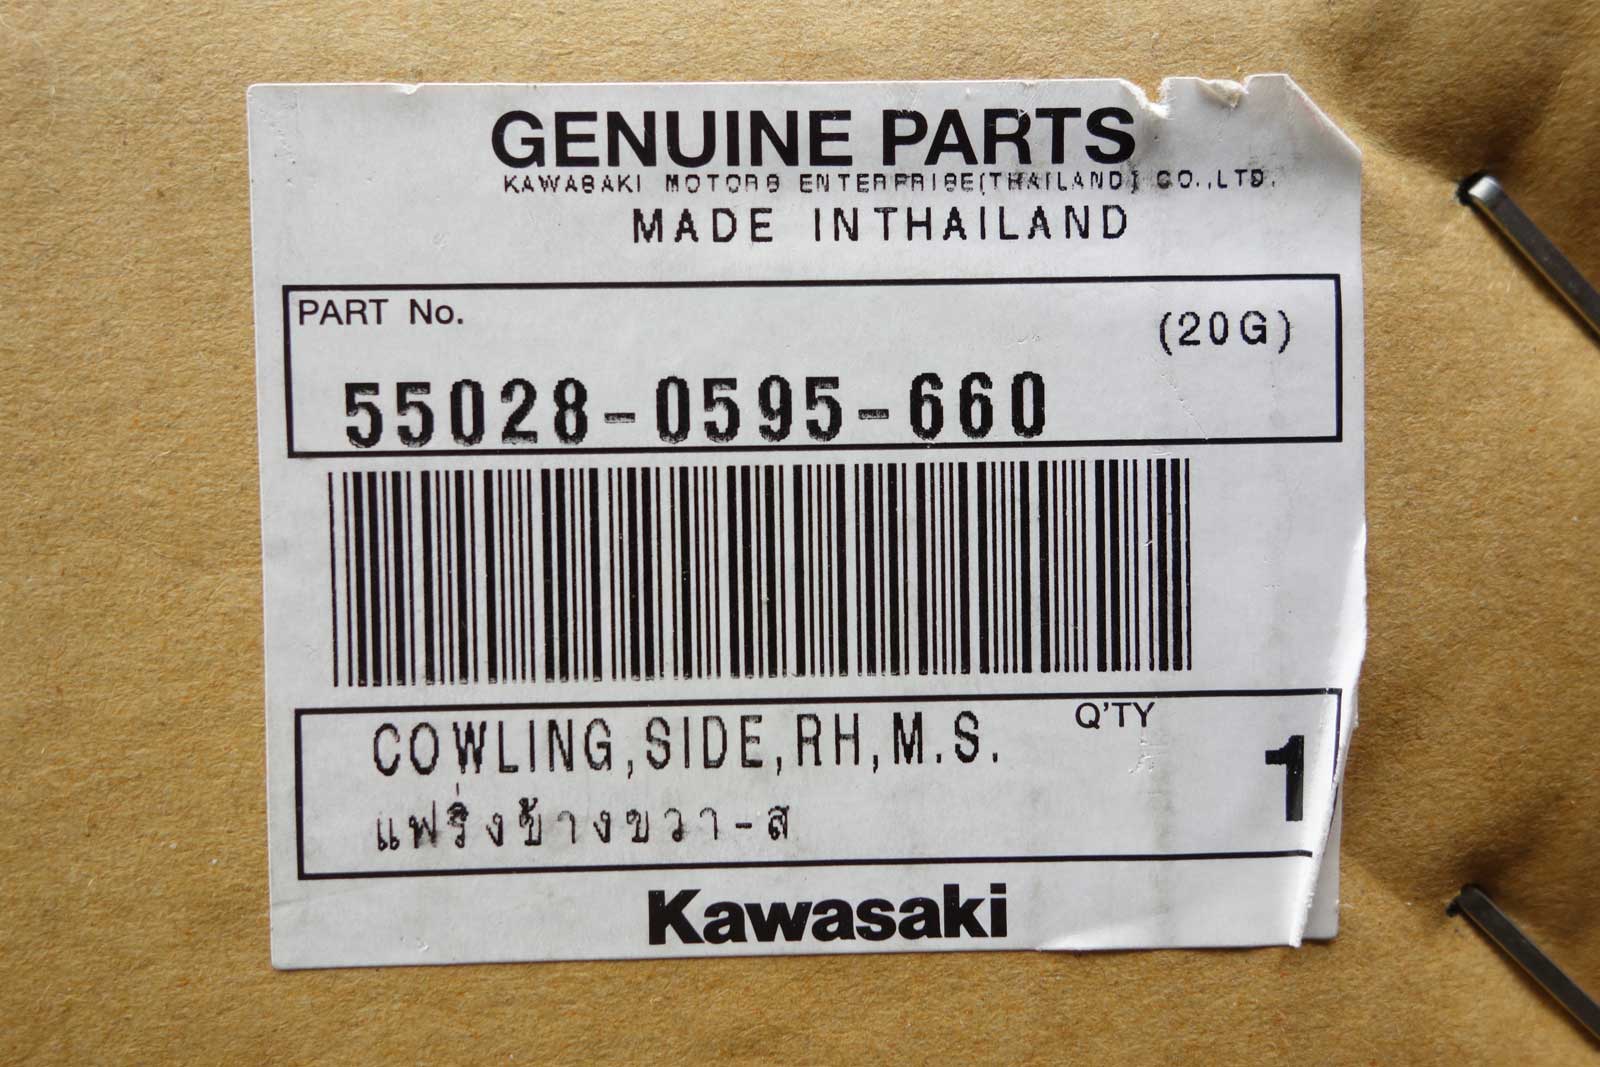 GENUINE PARTS
KAWASAKI MOTORS ENTERPRISE(THAILAND) CO.,LTD.
MADE INTHAILAND
PART No.
(20G)
55028-0595-660
COWLING,SIDE,RH,M.S.
Q'TY
1
แฟริ่งข้างขวา-ส
Kawasaki